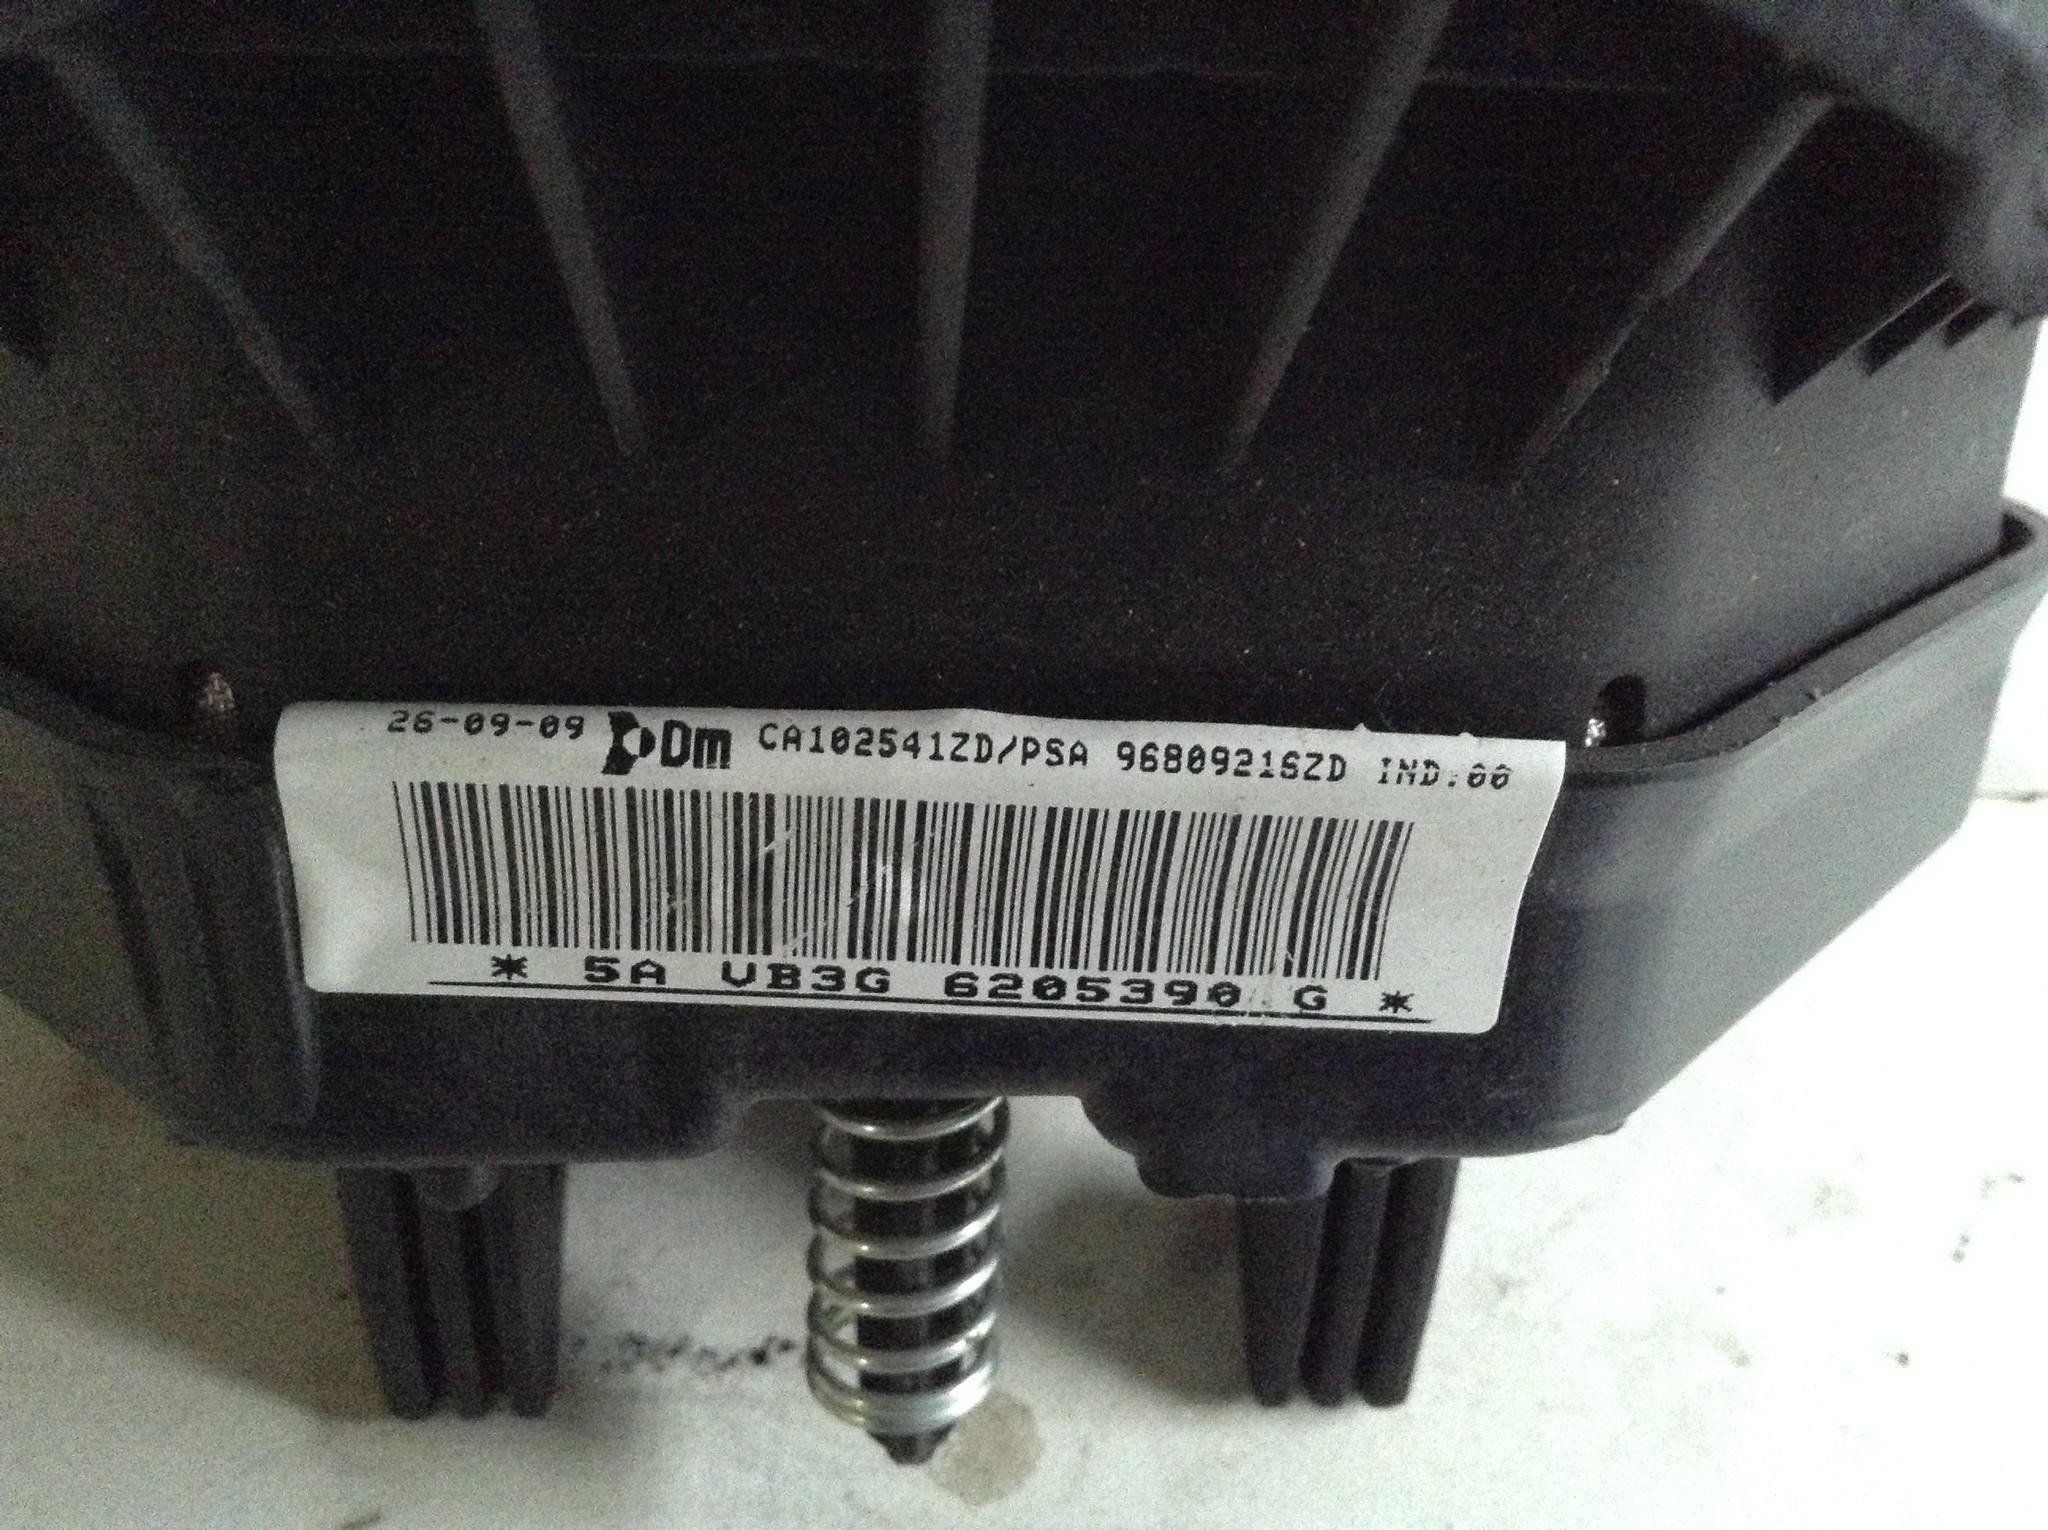 26-09-09 Dm CA102541ZD/PSA 96809216ZD IND.00
* 5A VB3G 6205390 G *